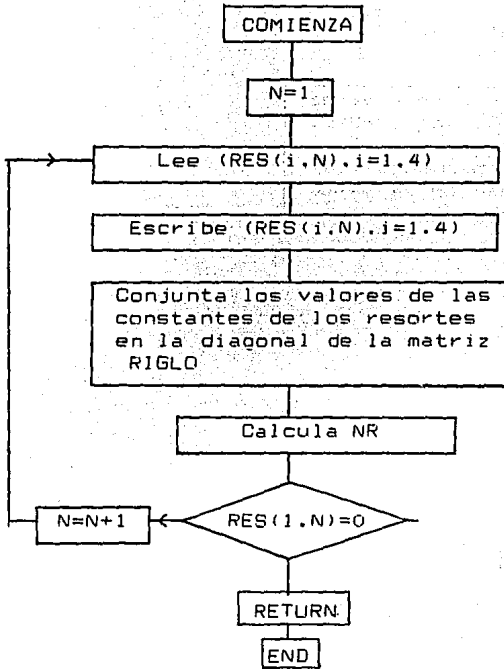 COMIENZA
N=1
Lee (RES(i,N).i=1.4)
Escribe (RES(i.N).i=1.4)
Conjunta los valores de las
constantes de los resortes
en la diagonal de la matriz
RIGLO
Calcula NR
N=N+1
RES(1.N)=0
RETURN
END